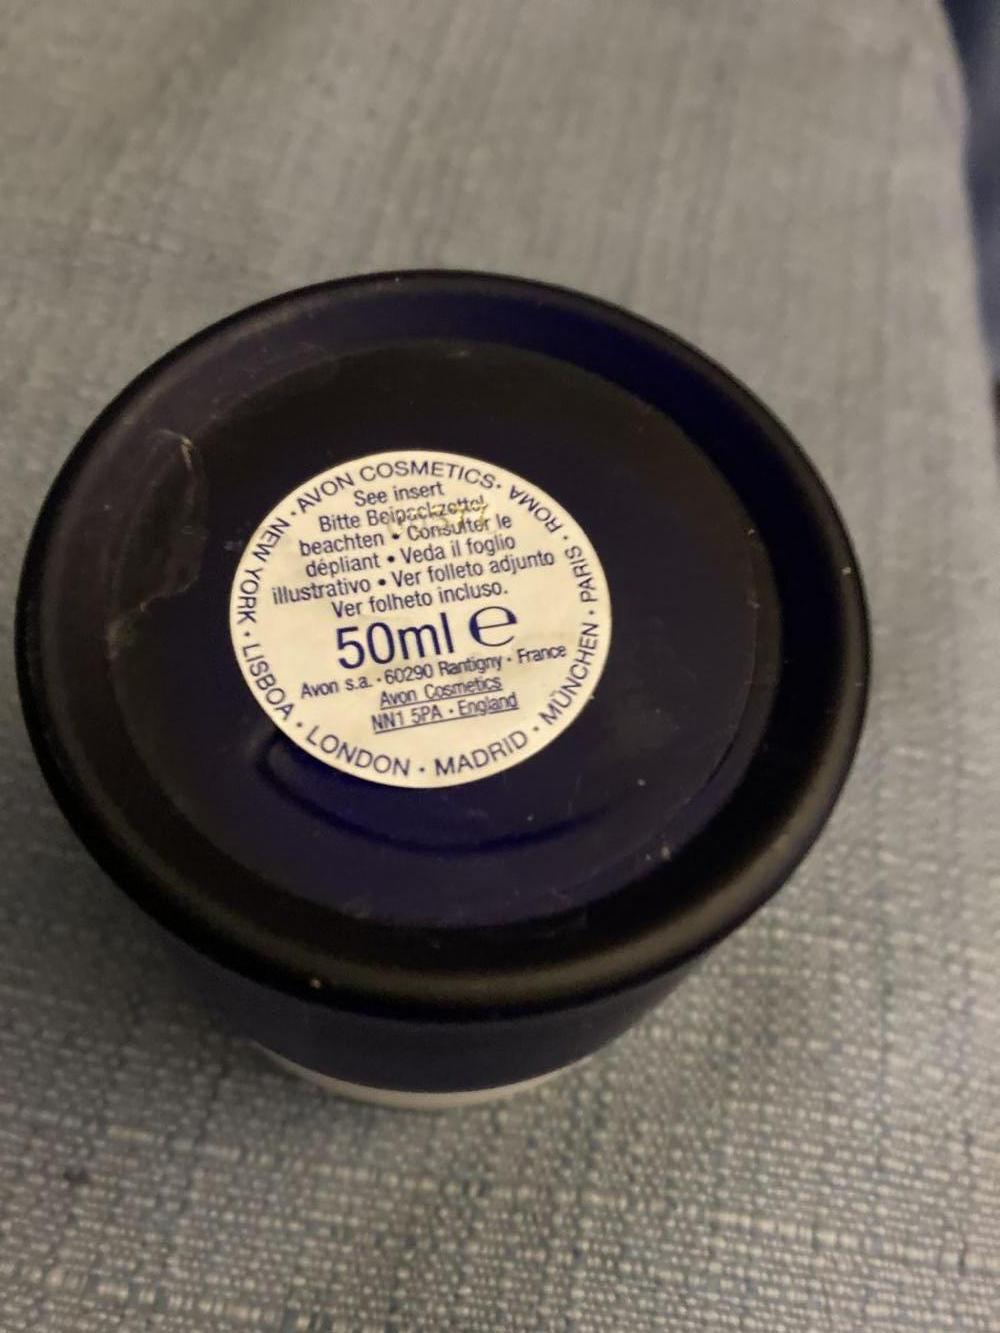 AVON COSMETICS · ROMA · PARIS · MÜNCHEN · MADRID · LONDON · LISBOA · NEW YORK ·
See insert
Bitte Beipackzettel
beachten • Consulter le
dépliant • Veda il foglio
illustrativo • Ver folleto adjunto
Ver folheto incluso.
50ml ℮
Avon s.a. · 60290 Rantigny · France
Avon Cosmetics
NN1 5PA · England